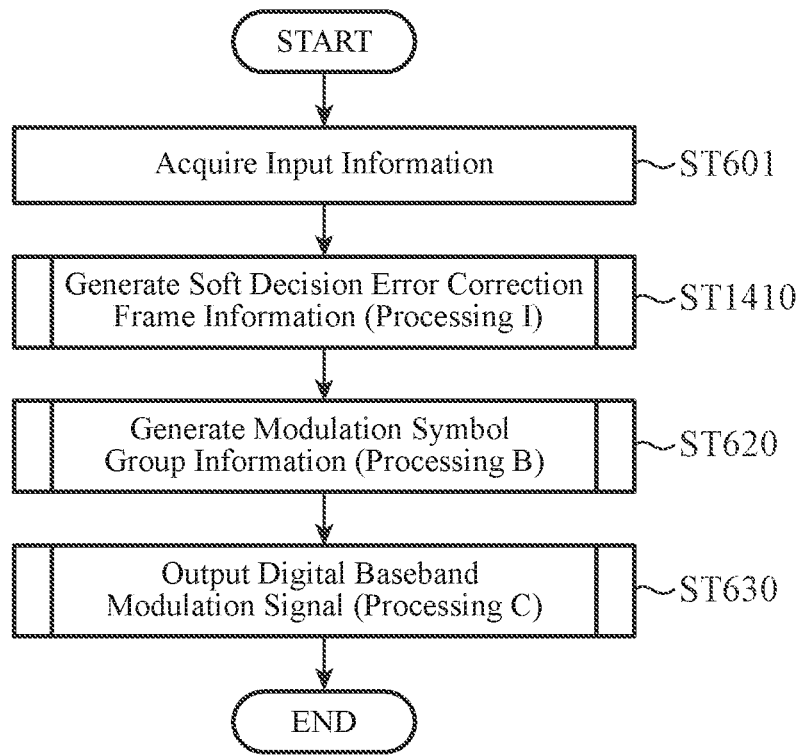 START
Acquire Input Information
ST601
Generate Soft Decision Error Correction
Frame Information (Processing I)
ST1410
Generate Modulation Symbol
Group Information (Processing B)
ST620
Output Digital Baseband
Modulation Signal (Processing C)
ST630
END